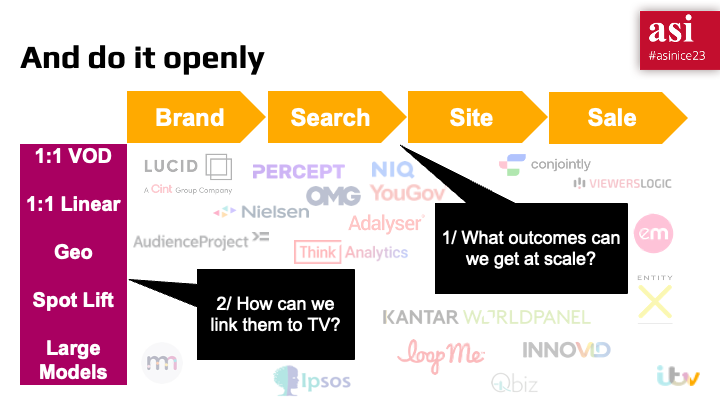 And do it openly
asi
#asinice23
Brand
Search
Site
Sale
1:1 VOD
1:1 Linear
Geo
Spot Lift
Large
Models
LUCID
A Cint Group Company
PERCEPT
NIQ
conjointly
VIEWERSLOGIC
OMG
YouGov
Nielsen
Adalyser
AudienceProject
Think Analytics
em
1/ What outcomes can
we get at scale?
2/ How can we
link them to TV?
ENTITY
X
KANTAR WORLDPANEL
mn
loopMe
INNOVID
Ipsos
Qbiz
itv